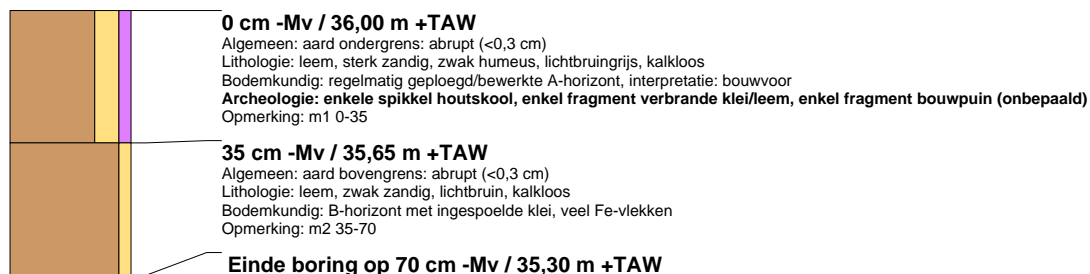 0 cm -Mv / 36,00 m +TAW
Algemeen: aard ondergrens: abrupt (<0,3 cm)
Lithologie: leem, sterk zandig, zwak humeus, lichtbruingrijs, kalkloos
Bodemkundig: regelmatig geploegd/bewerkte A-horizont, interpretatie: bouwvoor
Archeologie: enkele spikkel houtskool, enkel fragment verbrande klei/leem, enkel fragment bouwpuin (onbepaald)
Opmerking: m1 0-35
35 cm -Mv / 35,65 m +TAW
Algemeen: aard bovengrens: abrupt (<0,3 cm)
Lithologie: leem, zwak zandig, lichtbruin, kalkloos
Bodemkundig: B-horizont met ingespoelde klei, veel Fe-vlekken
Opmerking: m2 35-70
Einde boring op 70 cm -Mv / 35,30 m +TAW